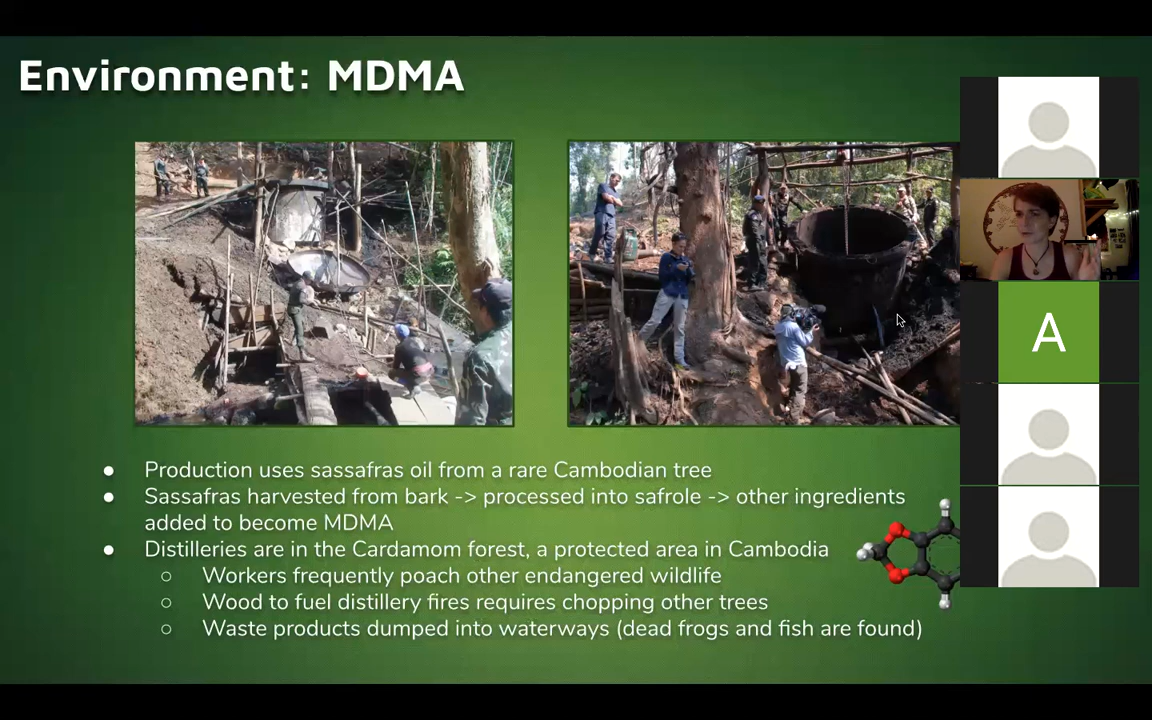 Environment: MDMA
A
● Production uses sassafras oil from a rare Cambodian tree
● Sassafras harvested from bark -> processed into safrole -> other ingredients
added to become MDMA
● Distilleries are in the Cardamom forest, a protected area in Cambodia
○ Workers frequently poach other endangered wildlife
○ Wood to fuel distillery fires requires chopping other trees
○ Waste products dumped into waterways (dead frogs and fish are found)